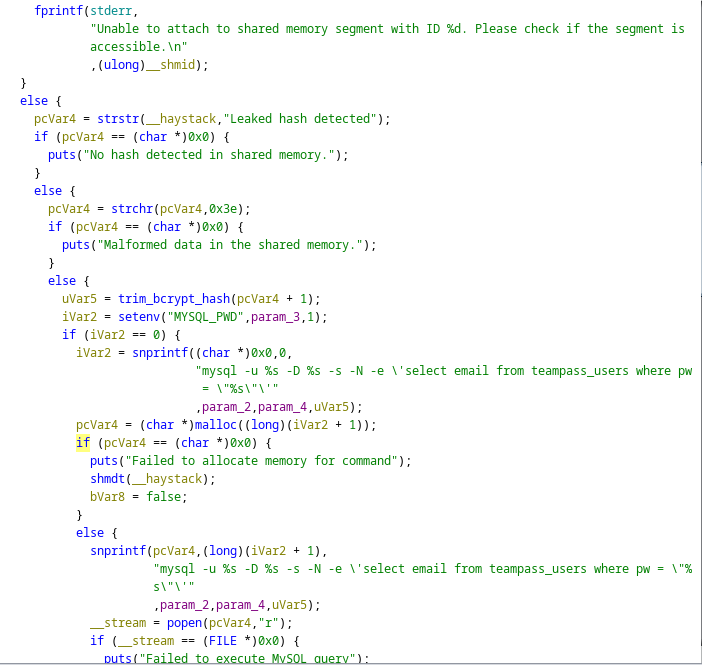 fprintf(stderr,
"Unable to attach to shared memory segment with ID %d. Please check if the segment is
accessible.\n"
,(ulong)__shmid);
}
else {
pcVar4 = strstr(__haystack,"Leaked hash detected");
if (pcVar4 == (char *)0x0) {
puts("No hash detected in shared memory.");
}
else {
pcVar4 = strchr(pcVar4,0x3e);
if (pcVar4 == (char *)0x0) {
puts("Malformed data in the shared memory.");
}
else {
uVar5 = trim_bcrypt_hash(pcVar4 + 1);
iVar2 = setenv("MYSQL_PWD",param_3,1);
if (iVar2 == 0) {
iVar2 = snprintf((char *)0x0,0,
"mysql -u %s -D %s -s -N -e \'select email from teampass_users where pw
= \"%s\"\'"
,param_2,param_4,uVar5);
pcVar4 = (char *)malloc((long)(iVar2 + 1));
if (pcVar4 == (char *)0x0) {
puts("Failed to allocate memory for command");
shmdt(__haystack);
bVar8 = false;
}
else {
snprintf(pcVar4,(long)(iVar2 + 1),
"mysql -u %s -D %s -s -N -e \'select email from teampass_users where pw = \"%
s\"\'"
,param_2,param_4,uVar5);
__stream = popen(pcVar4,"r");
if (__stream == (FILE *)0x0) {
puts("Failed to execute MySQL query");